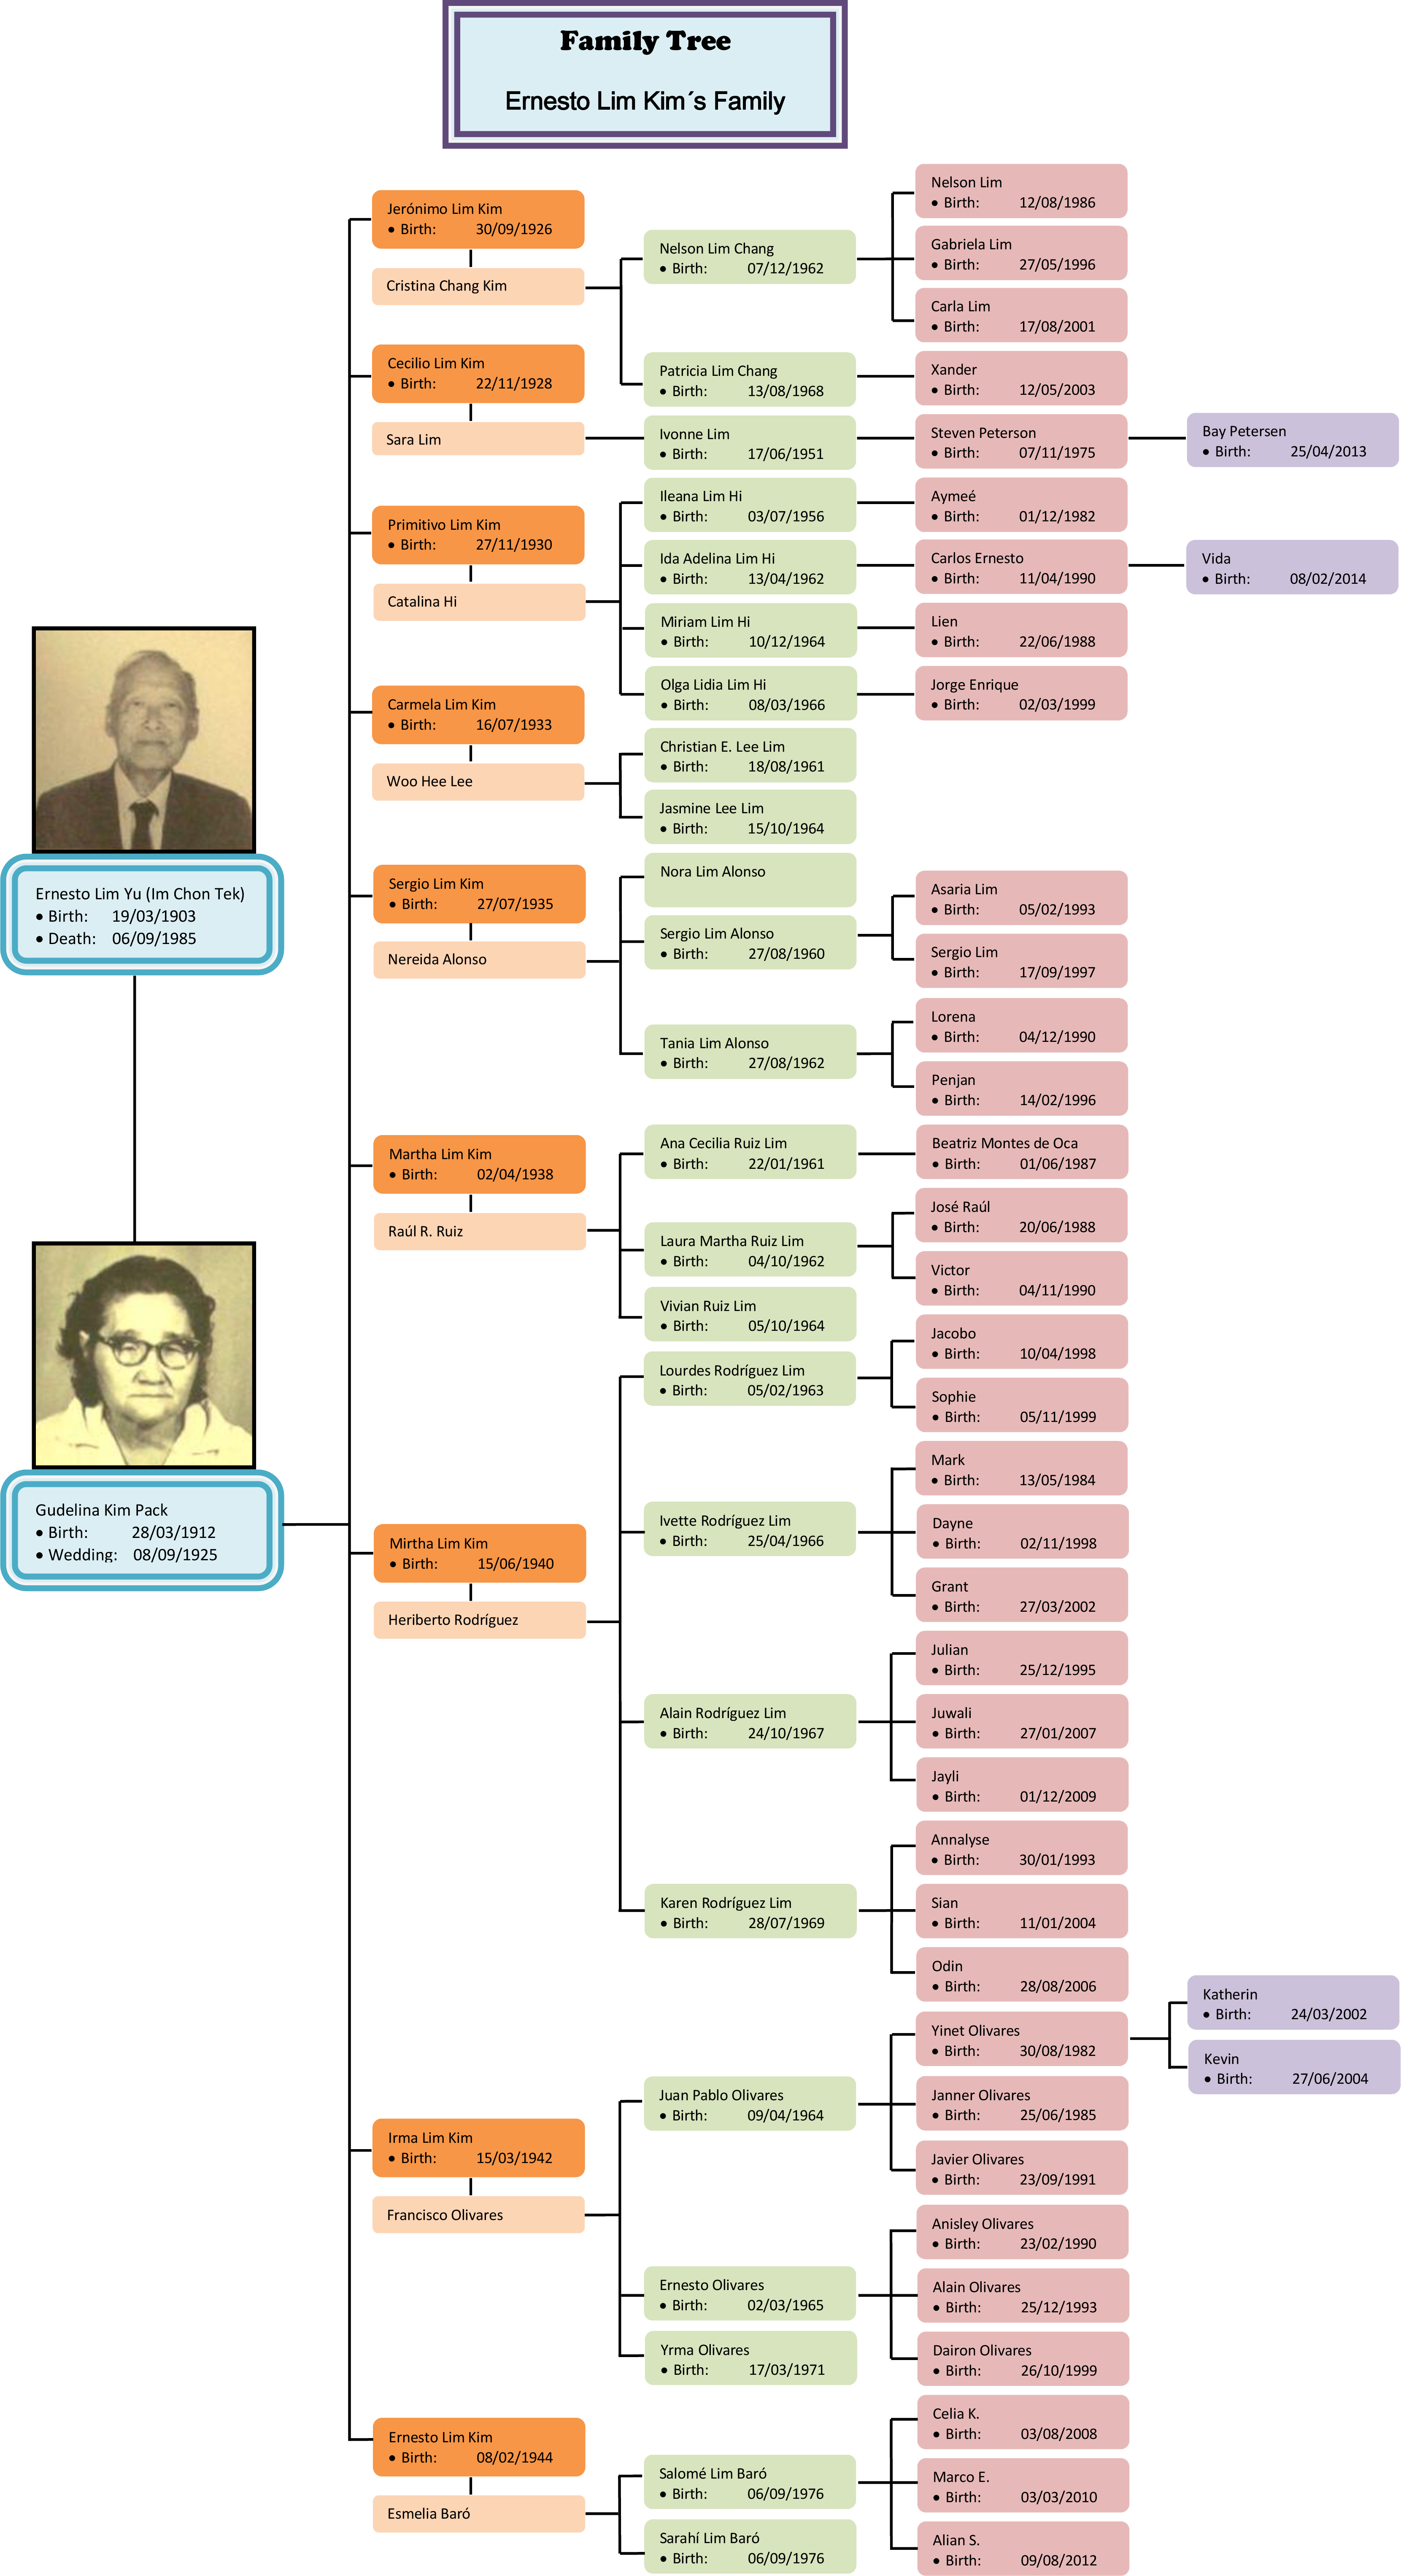 Family Tree
Ernesto Lim Kim´s Family
Ernesto Lim Yu (Im Chon Tek)
• Birth: 19/03/1903
• Death: 06/09/1985
Gudelina Kim Pack
• Birth: 28/03/1912
• Wedding: 08/09/1925
Jerónimo Lim Kim
• Birth: 30/09/1926
Cristina Chang Kim
Nelson Lim Chang
• Birth: 07/12/1962
Nelson Lim
• Birth: 12/08/1986
Gabriela Lim
• Birth: 27/05/1996
Carla Lim
• Birth: 17/08/2001
Patricia Lim Chang
• Birth: 13/08/1968
Xander
• Birth: 12/05/2003
Cecilio Lim Kim
• Birth: 22/11/1928
Sara Lim
Ivonne Lim
• Birth: 17/06/1951
Steven Peterson
• Birth: 07/11/1975
Bay Petersen
• Birth: 25/04/2013
Primitivo Lim Kim
• Birth: 27/11/1930
Catalina Hi
Ileana Lim Hi
• Birth: 03/07/1956
Aymeé
• Birth: 01/12/1982
Ida Adelina Lim Hi
• Birth: 13/04/1962
Carlos Ernesto
• Birth: 11/04/1990
Vida
• Birth: 08/02/2014
Miriam Lim Hi
• Birth: 10/12/1964
Lien
• Birth: 22/06/1988
Olga Lidia Lim Hi
• Birth: 08/03/1966
Jorge Enrique
• Birth: 02/03/1999
Carmela Lim Kim
• Birth: 16/07/1933
Woo Hee Lee
Christian E. Lee Lim
• Birth: 18/08/1961
Jasmine Lee Lim
• Birth: 15/10/1964
Sergio Lim Kim
• Birth: 27/07/1935
Nereida Alonso
Nora Lim Alonso
Sergio Lim Alonso
• Birth: 27/08/1960
Asaria Lim
• Birth: 05/02/1993
Sergio Lim
• Birth: 17/09/1997
Tania Lim Alonso
• Birth: 27/08/1962
Lorena
• Birth: 04/12/1990
Penjan
• Birth: 14/02/1996
Martha Lim Kim
• Birth: 02/04/1938
Raúl R. Ruiz
Ana Cecilia Ruiz Lim
• Birth: 22/01/1961
Beatriz Montes de Oca
• Birth: 01/06/1987
Laura Martha Ruiz Lim
• Birth: 04/10/1962
José Raúl
• Birth: 20/06/1988
Victor
• Birth: 04/11/1990
Vivian Ruiz Lim
• Birth: 05/10/1964
Mirtha Lim Kim
• Birth: 15/06/1940
Heriberto Rodríguez
Lourdes Rodríguez Lim
• Birth: 05/02/1963
Jacobo
• Birth: 10/04/1998
Sophie
• Birth: 05/11/1999
Ivette Rodríguez Lim
• Birth: 25/04/1966
Mark
• Birth: 13/05/1984
Dayne
• Birth: 02/11/1998
Grant
• Birth: 27/03/2002
Alain Rodríguez Lim
• Birth: 24/10/1967
Julian
• Birth: 25/12/1995
Juwali
• Birth: 27/01/2007
Jayli
• Birth: 01/12/2009
Karen Rodríguez Lim
• Birth: 28/07/1969
Annalyse
• Birth: 30/01/1993
Sian
• Birth: 11/01/2004
Odin
• Birth: 28/08/2006
Irma Lim Kim
• Birth: 15/03/1942
Francisco Olivares
Juan Pablo Olivares
• Birth: 09/04/1964
Yinet Olivares
• Birth: 30/08/1982
Katherin
• Birth: 24/03/2002
Kevin
• Birth: 27/06/2004
Janner Olivares
• Birth: 25/06/1985
Javier Olivares
• Birth: 23/09/1991
Ernesto Olivares
• Birth: 02/03/1965
Anisley Olivares
• Birth: 23/02/1990
Alain Olivares
• Birth: 25/12/1993
Dairon Olivares
• Birth: 26/10/1999
Yrma Olivares
• Birth: 17/03/1971
Ernesto Lim Kim
• Birth: 08/02/1944
Esmelia Baró
Salomé Lim Baró
• Birth: 06/09/1976
Celia K.
• Birth: 03/08/2008
Marco E.
• Birth: 03/03/2010
Alian S.
• Birth: 09/08/2012
Sarahí Lim Baró
• Birth: 06/09/1976